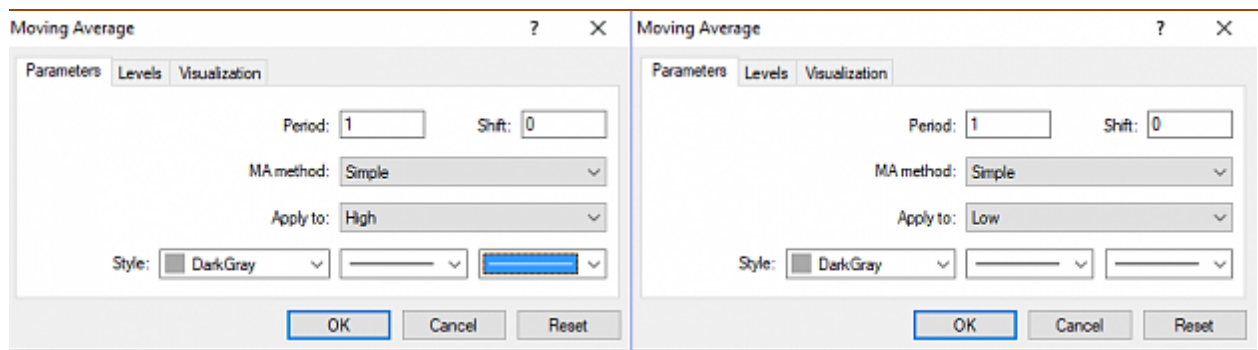 Moving Average ? ×
Parameters Levels Visualization
Period: 1 Shift: 0
MA method: Simple
Apply to: High
Style: DarkGray
OK Cancel Reset
Moving Average ? ×
Parameters Levels Visualization
Period: 1 Shift: 0
MA method: Simple
Apply to: Low
Style: DarkGray
OK Cancel Reset